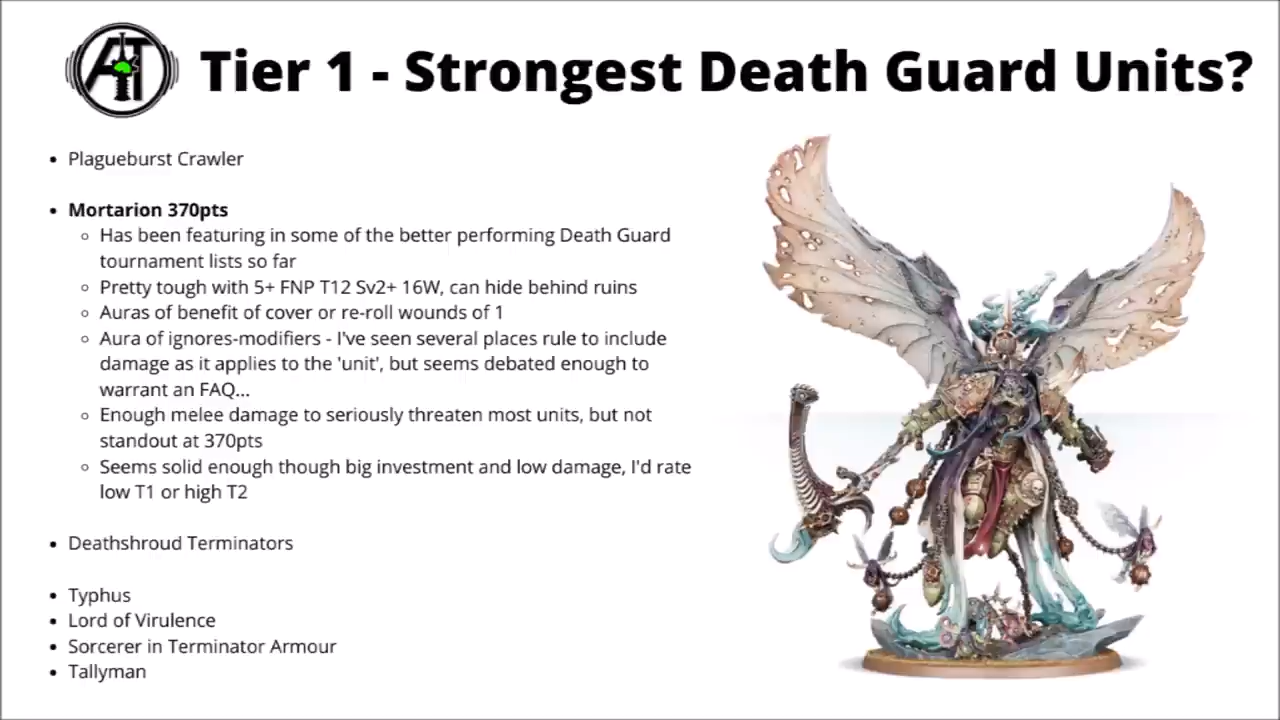 AT
Tier 1 - Strongest Death Guard Units?
• Plagueburst Crawler
• Mortarion 370pts
◦ Has been featuring in some of the better performing Death Guard
tournament lists so far
◦ Pretty tough with 5+ FNP T12 Sv2+ 16W, can hide behind ruins
◦ Auras of benefit of cover or re-roll wounds of 1
◦ Aura of ignores-modifiers - I've seen several places rule to include
damage as it applies to the 'unit', but seems debated enough to
warrant an FAQ...
◦ Enough melee damage to seriously threaten most units, but not
standout at 370pts
◦ Seems solid enough though big investment and low damage, I'd rate
low T1 or high T2
• Deathshroud Terminators
• Typhus
• Lord of Virulence
• Sorcerer in Terminator Armour
• Tallyman